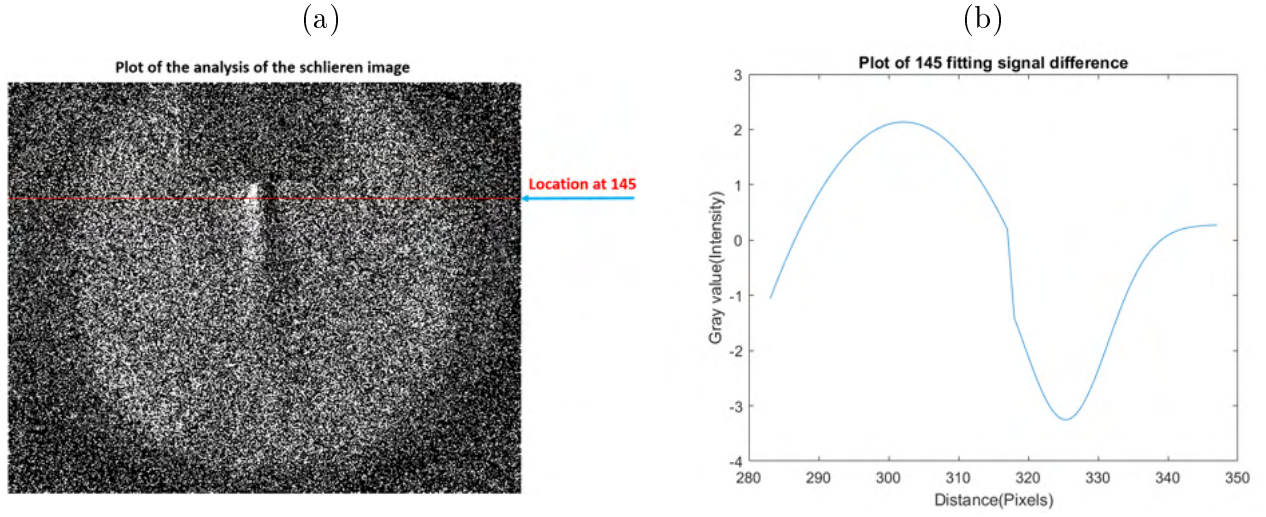 (a)
(b)
Plot of the analysis of the schlieren image
Location at 145
Plot of 145 fitting signal difference
3
2
1
0
-1
-2
-3
-4
Gray value(Intensity)
280 290 300 310 320 330 340 350
Distance(Pixels)